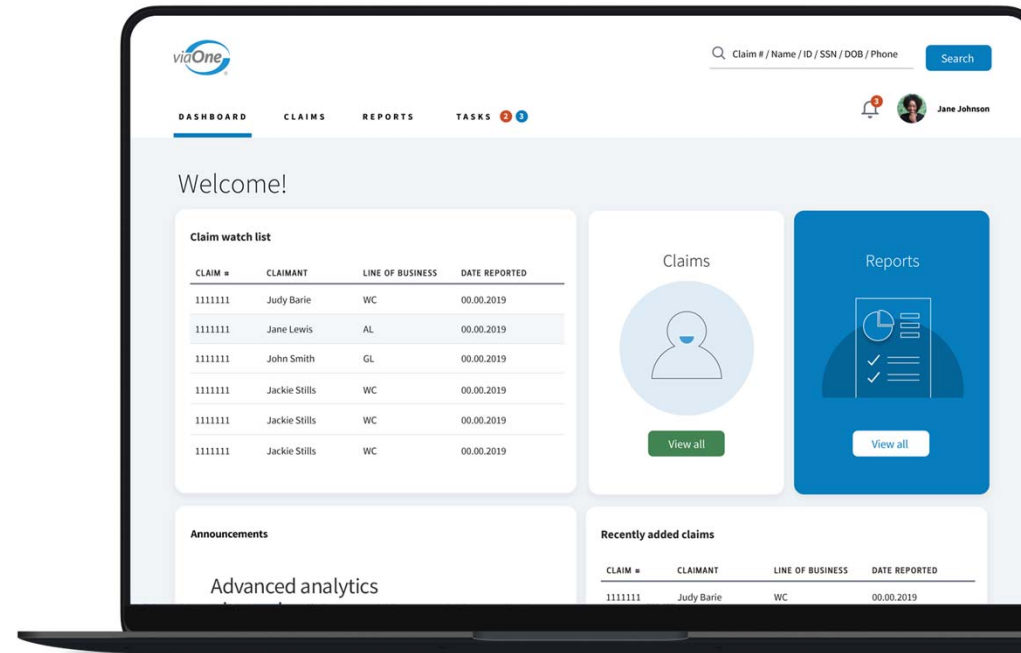 viaOne
Claim # / Name / ID / SSN / DOB / Phone
Search
DASHBOARD CLAIMS REPORTS TASKS 2 3
3
Jane Johnson
Welcome!
Claim watch list
CLAIM # CLAIMANT LINE OF BUSINESS DATE REPORTED
1111111 Judy Barie WC 00.00.2019
1111111 Jane Lewis AL 00.00.2019
1111111 John Smith GL 00.00.2019
1111111 Jackie Stills WC 00.00.2019
1111111 Jackie Stills WC 00.00.2019
1111111 Jackie Stills WC 00.00.2019
Claims
View all
Reports
View all
Announcements
Advanced analytics
Recently added claims
CLAIM # CLAIMANT LINE OF BUSINESS DATE REPORTED
1111111 Judy Barie WC 00.00.2019